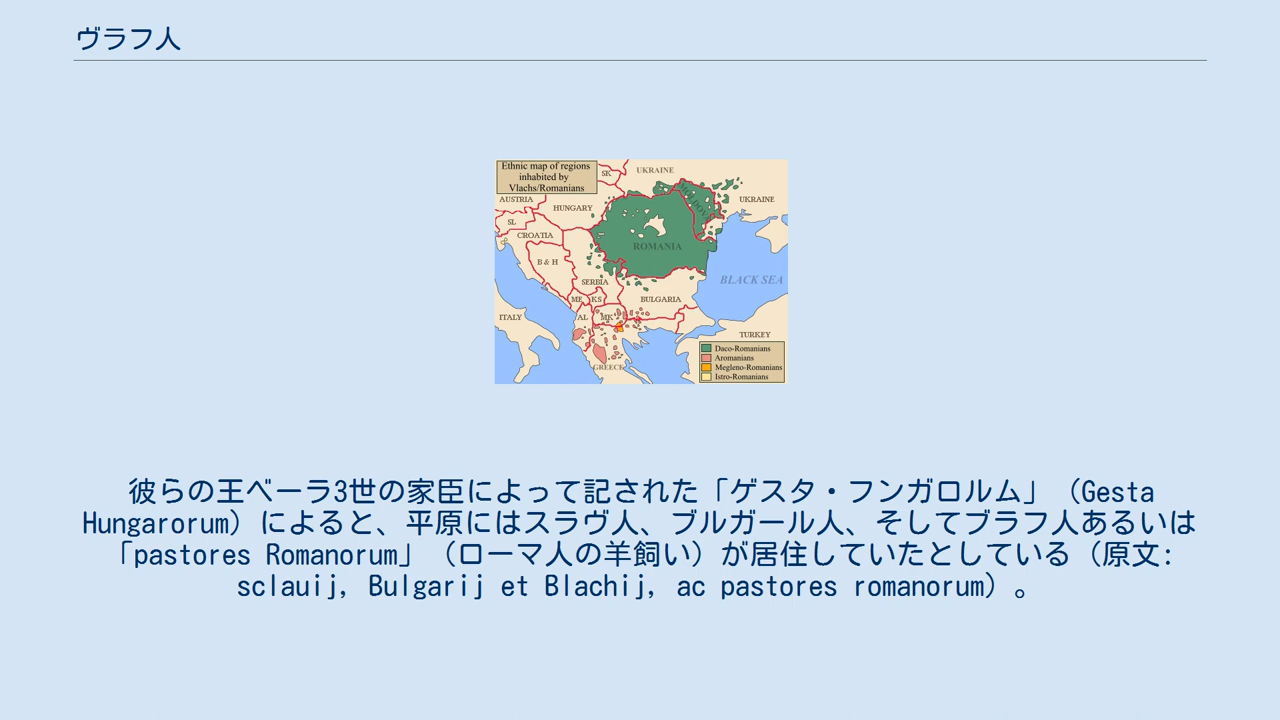 ヴラフ人
Ethnic map of regions
inhabited by
Vlachs/Romanians
SK
UKRAINE
AUSTRIA
HUNGARY
MOLDOVA
UKRAINE
SL
CROATIA
ROMANIA
B & H
SERBIA
BLACK SEA
ME
KS
BULGARIA
ITALY
AL
MK
TURKEY
GREECE
Daco-Romanians
Aromanians
Megleno-Romanians
Istro-Romanians
彼らの王ベーラ3世の家臣によって記された「ゲスタ・フンガロルム」（Gesta
Hungarorum）によると、平原にはスラヴ人、ブルガール人、そしてブラフ人あるいは
「pastores Romanorum」（ローマ人の羊飼い）が居住していたとしている（原文:
sclauij, Bulgarij et Blachij, ac pastores romanorum）。